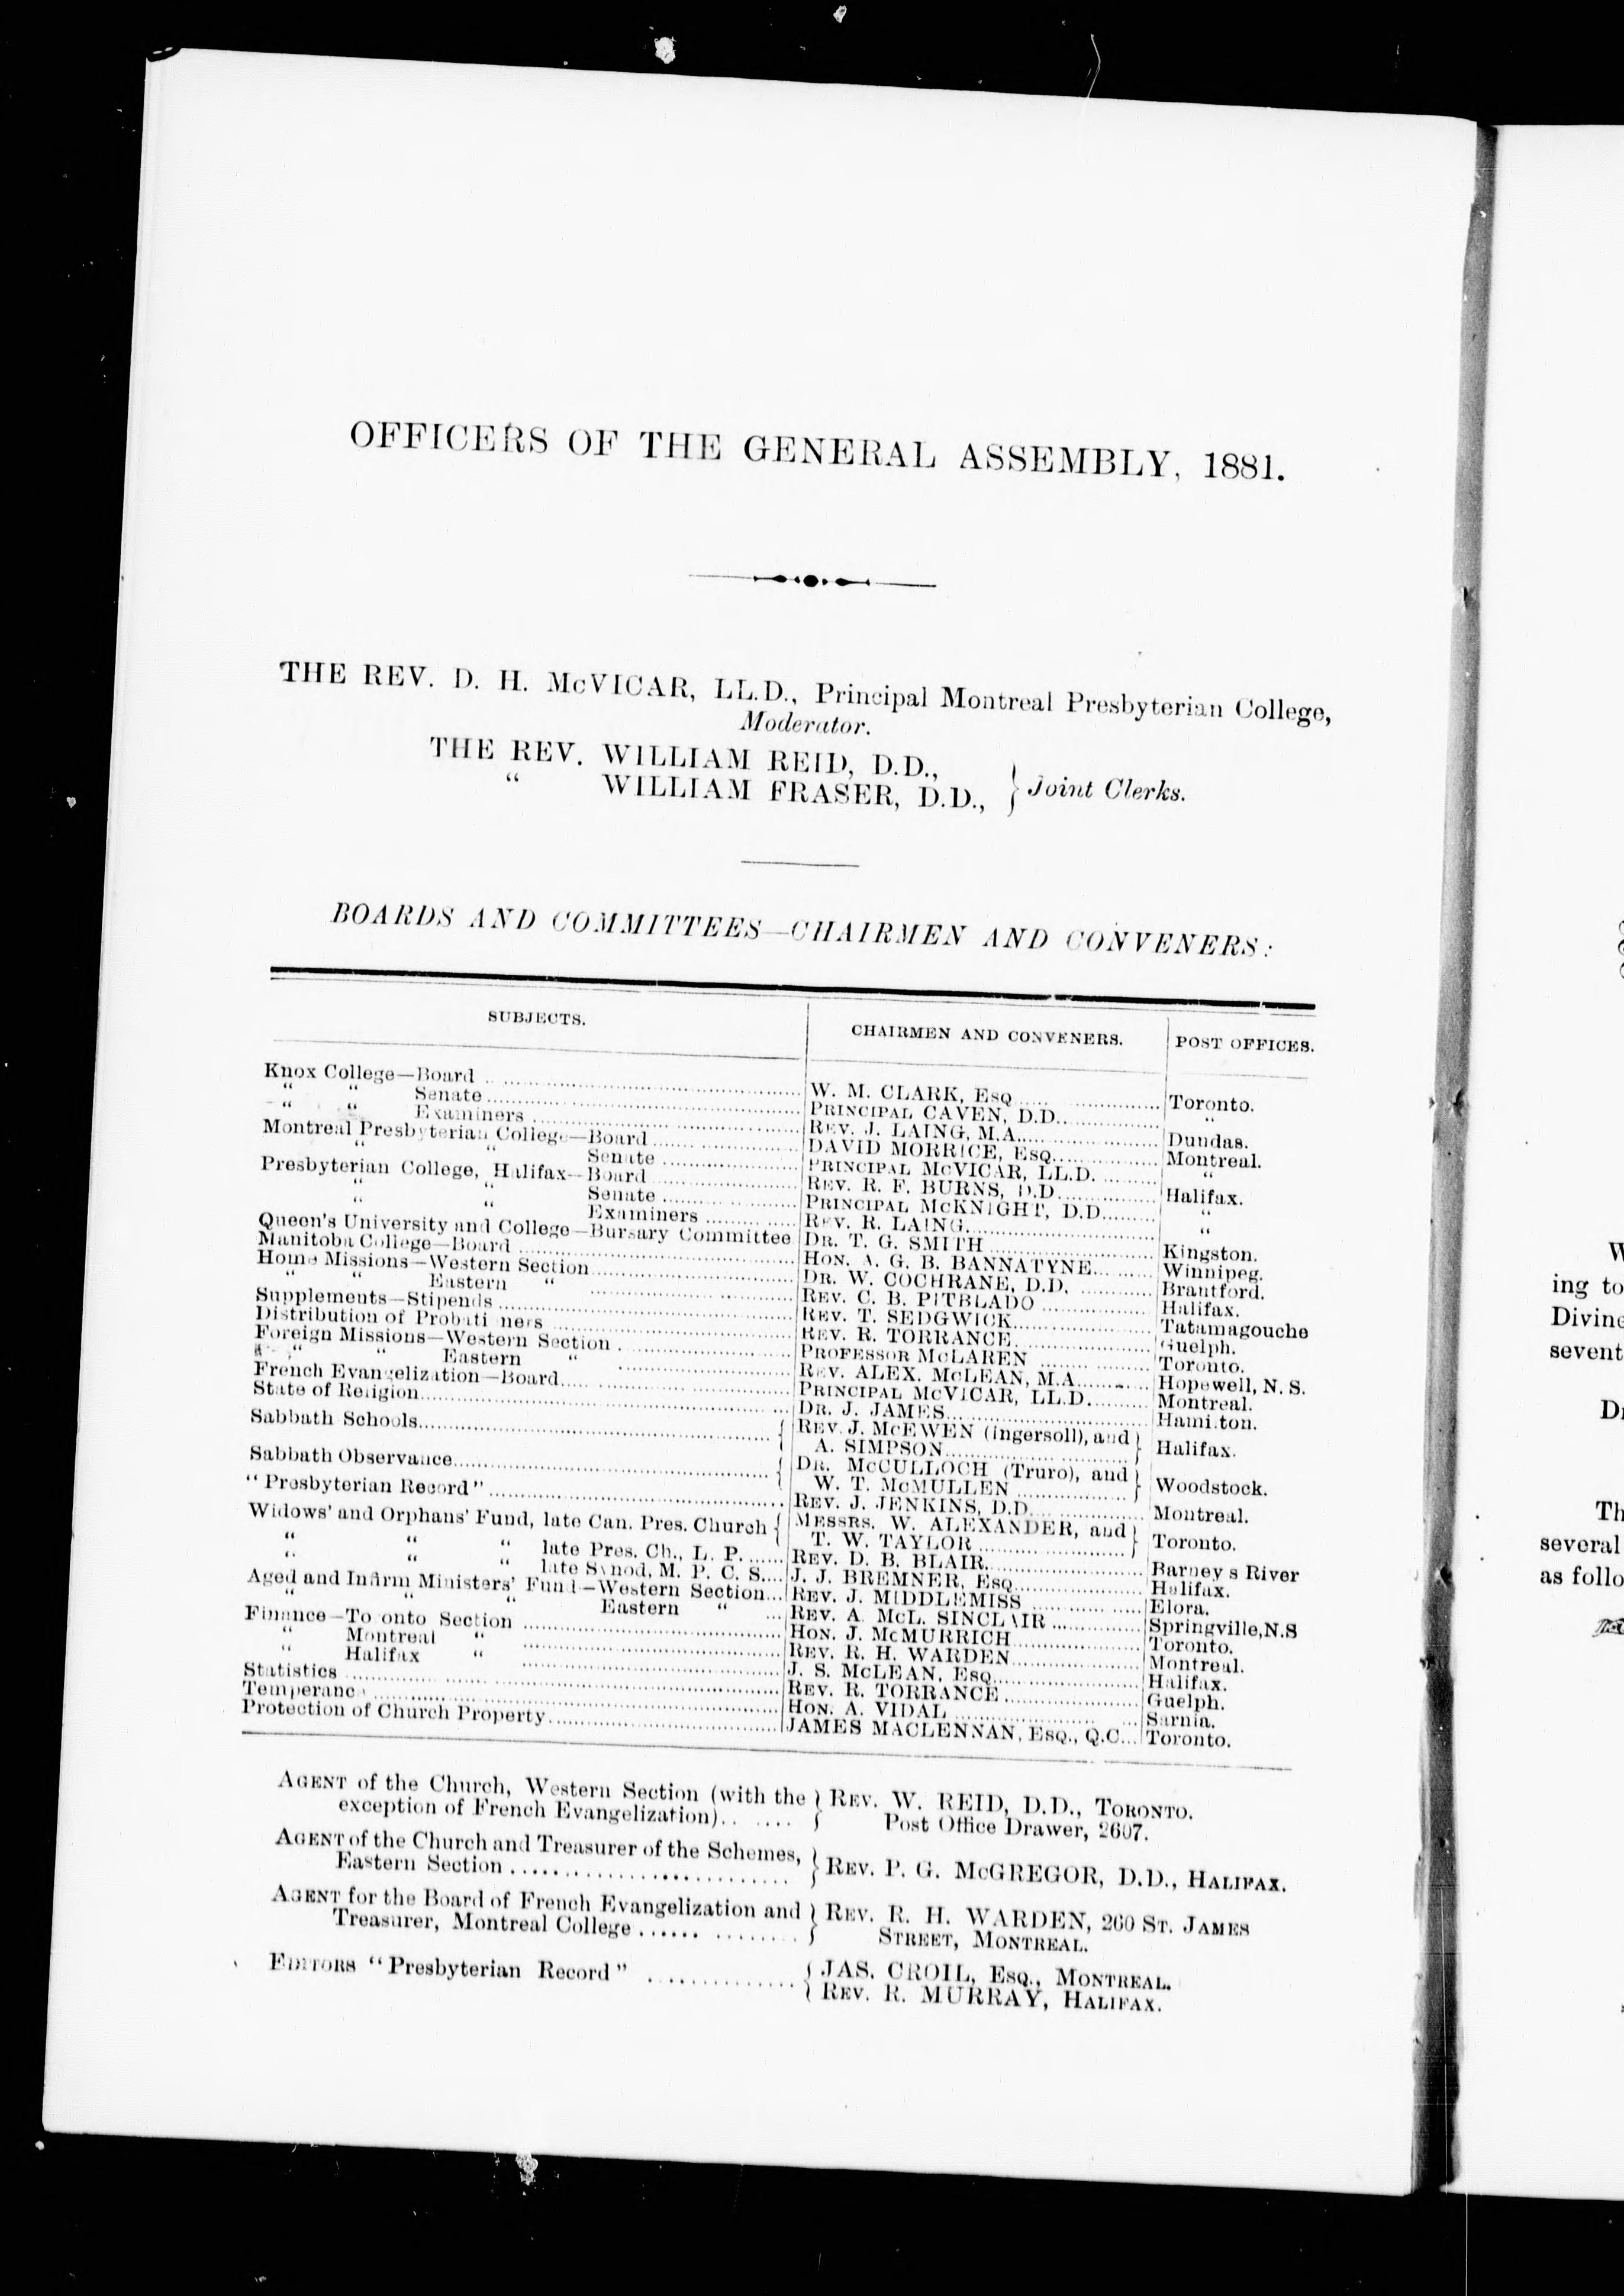 OFFICERS OF THE GENERAL ASSEMBLY, 1881.
THE REV. D. H. McVICAR, LL.D., Principal Montreal Presbyterian College,
Moderator.
THE REV. WILLIAM REID, D.D., } Joint Clerks.
“ WILLIAM FRASER, D.D.,
BOARDS AND COMMITTEES—CHAIRMEN AND CONVENERS:
SUBJECTS. CHAIRMEN AND CONVENERS. POST OFFICES.
Knox College—Board W. M. CLARK, ESQ Toronto.
“ “ Senate PRINCIPAL CAVEN, D.D. “
“ “ Examiners REV. J. LAING, M.A. Dundas.
Montreal Presbyterian College—Board DAVID MORRICE, ESQ. Montreal.
“ “ Senate PRINCIPAL McVICAR, LL.D. “
Presbyterian College, Halifax—Board REV. R. F. BURNS, D.D. Halifax.
“ “ Senate PRINCIPAL McKNIGHT, D.D. “
“ “ Examiners REV. R. LAING. “
Queen's University and College—Bursary Committee DR. T. G. SMITH Kingston.
Manitoba College—Board HON. A. G. B. BANNATYNE. Winnipeg.
Home Missions—Western Section DR. W. COCHRANE, D.D. Brantford.
“ “ Eastern “ REV. C. B. PITBLADO Halifax.
Supplements—Stipends REV. T. SEDGWICK. Tatamagouche
Distribution of Probati ners REV. R. TORRANCE. Guelph.
Foreign Missions—Western Section PROFESSOR McLAREN Toronto.
“ “ Eastern “ REV. ALEX. McLEAN, M.A. Hopewell, N. S.
French Evangelization—Board PRINCIPAL McVICAR, LL.D. Montreal.
State of Religion DR. J. JAMES Hami.ton.
Sabbath Schools { REV. J. McEWEN (Ingersoll), and }
A. SIMPSON Halifax.
Sabbath Observance { DR. McCULLOCH (Truro), and }
W. T. McMULLEN Woodstock.
“Presbyterian Record” REV. J. JENKINS, D.D. Montreal.
Widows' and Orphans' Fund, late Can. Pres. Church { MESSRS. W. ALEXANDER, and }
T. W. TAYLOR Toronto.
“ “ “ late Pres. Ch., L. P. REV. D. B. BLAIR. Barney s River
“ “ “ late Synod, M. P. C. S. J. J. BREMNER, ESQ Halifax.
Aged and Infirm Ministers' Fund—Western Section REV. J. MIDDLEMISS Elora.
“ “ Eastern “ REV. A. McL. SINCLAIR Springville,N.S
Finance—To onto Section HON. J. McMURRICH Toronto.
“ Montreal “ REV. R. H. WARDEN Montreal.
“ Halifax “ J. S. McLEAN, ESQ. Halifax.
Statistics REV. R. TORRANCE Guelph.
Temperance HON. A. VIDAL Sarnia.
Protection of Church Property JAMES MACLENNAN, ESQ., Q.C. Toronto.
AGENT of the Church, Western Section (with the } REV. W. REID, D.D., TORONTO.
exception of French Evangelization) Post Office Drawer, 2607.
AGENT of the Church and Treasurer of the Schemes, }
Eastern Section REV. P. G. McGREGOR, D.D., HALIFAX.
AGENT for the Board of French Evangelization and } REV. R. H. WARDEN, 260 ST. JAMES
Treasurer, Montreal College STREET, MONTREAL.
EDITORS “Presbyterian Record” { JAS. CROIL, ESQ., MONTREAL.
REV. R. MURRAY, HALIFAX.
ing to
Divine
sevent
Th
several
as follo